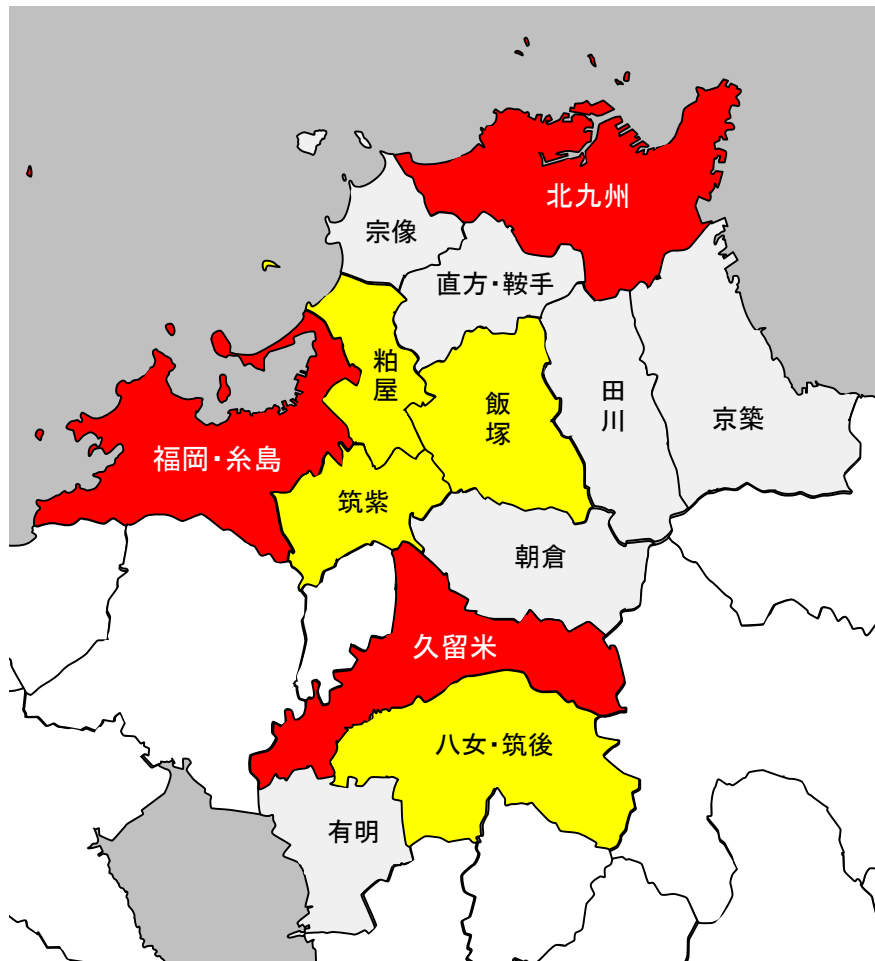 北九州
宗像
直方・鞍手
粕屋
飯塚
田川
京築
福岡・糸島
筑紫
朝倉
久留米
八女・筑後
有明